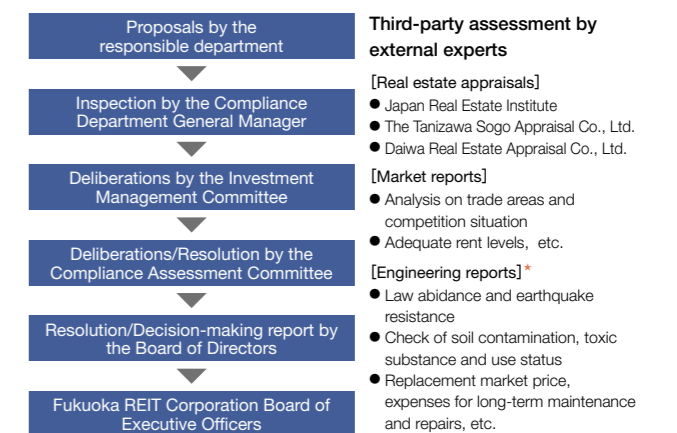 Proposals by the
responsible department
Inspection by the Compliance
Department General Manager
Deliberations by the Investment
Management Committee
Deliberations/Resolution by the
Compliance Assessment Committee
Resolution/Decision-making report by
the Board of Directors
Fukuoka REIT Corporation Board of
Executive Officers
Third-party assessment by
external experts
[Real estate appraisals]
● Japan Real Estate Institute
● The Tanizawa Sogo Appraisal Co., Ltd.
● Daiwa Real Estate Appraisal Co., Ltd.
[Market reports]
● Analysis on trade areas and
competition situation
● Adequate rent levels, etc.
[Engineering reports]★
● Law abidance and earthquake
resistance
● Check of soil contamination, toxic
substance and use status
● Replacement market price,
expenses for long-term maintenance
and repairs, etc.